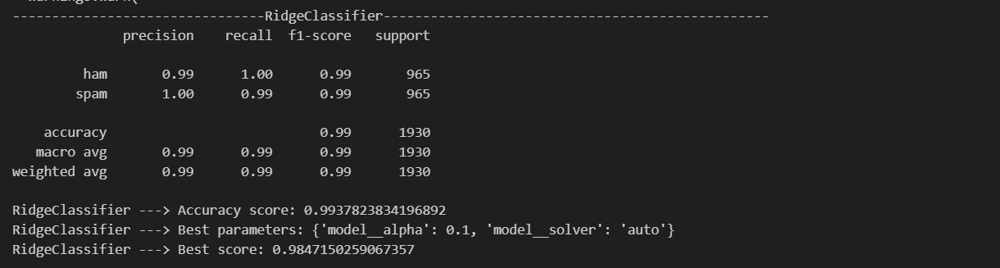 -------------------------------RidgeClassifier-----------------------------------------------
precision recall f1-score support
ham 0.99 1.00 0.99 965
spam 1.00 0.99 0.99 965
accuracy 0.99 1930
macro avg 0.99 0.99 0.99 1930
weighted avg 0.99 0.99 0.99 1930
RidgeClassifier ---> Accuracy score: 0.9937823834196892
RidgeClassifier ---> Best parameters: {'model__alpha': 0.1, 'model__solver': 'auto'}
RidgeClassifier ---> Best score: 0.9847150259067357